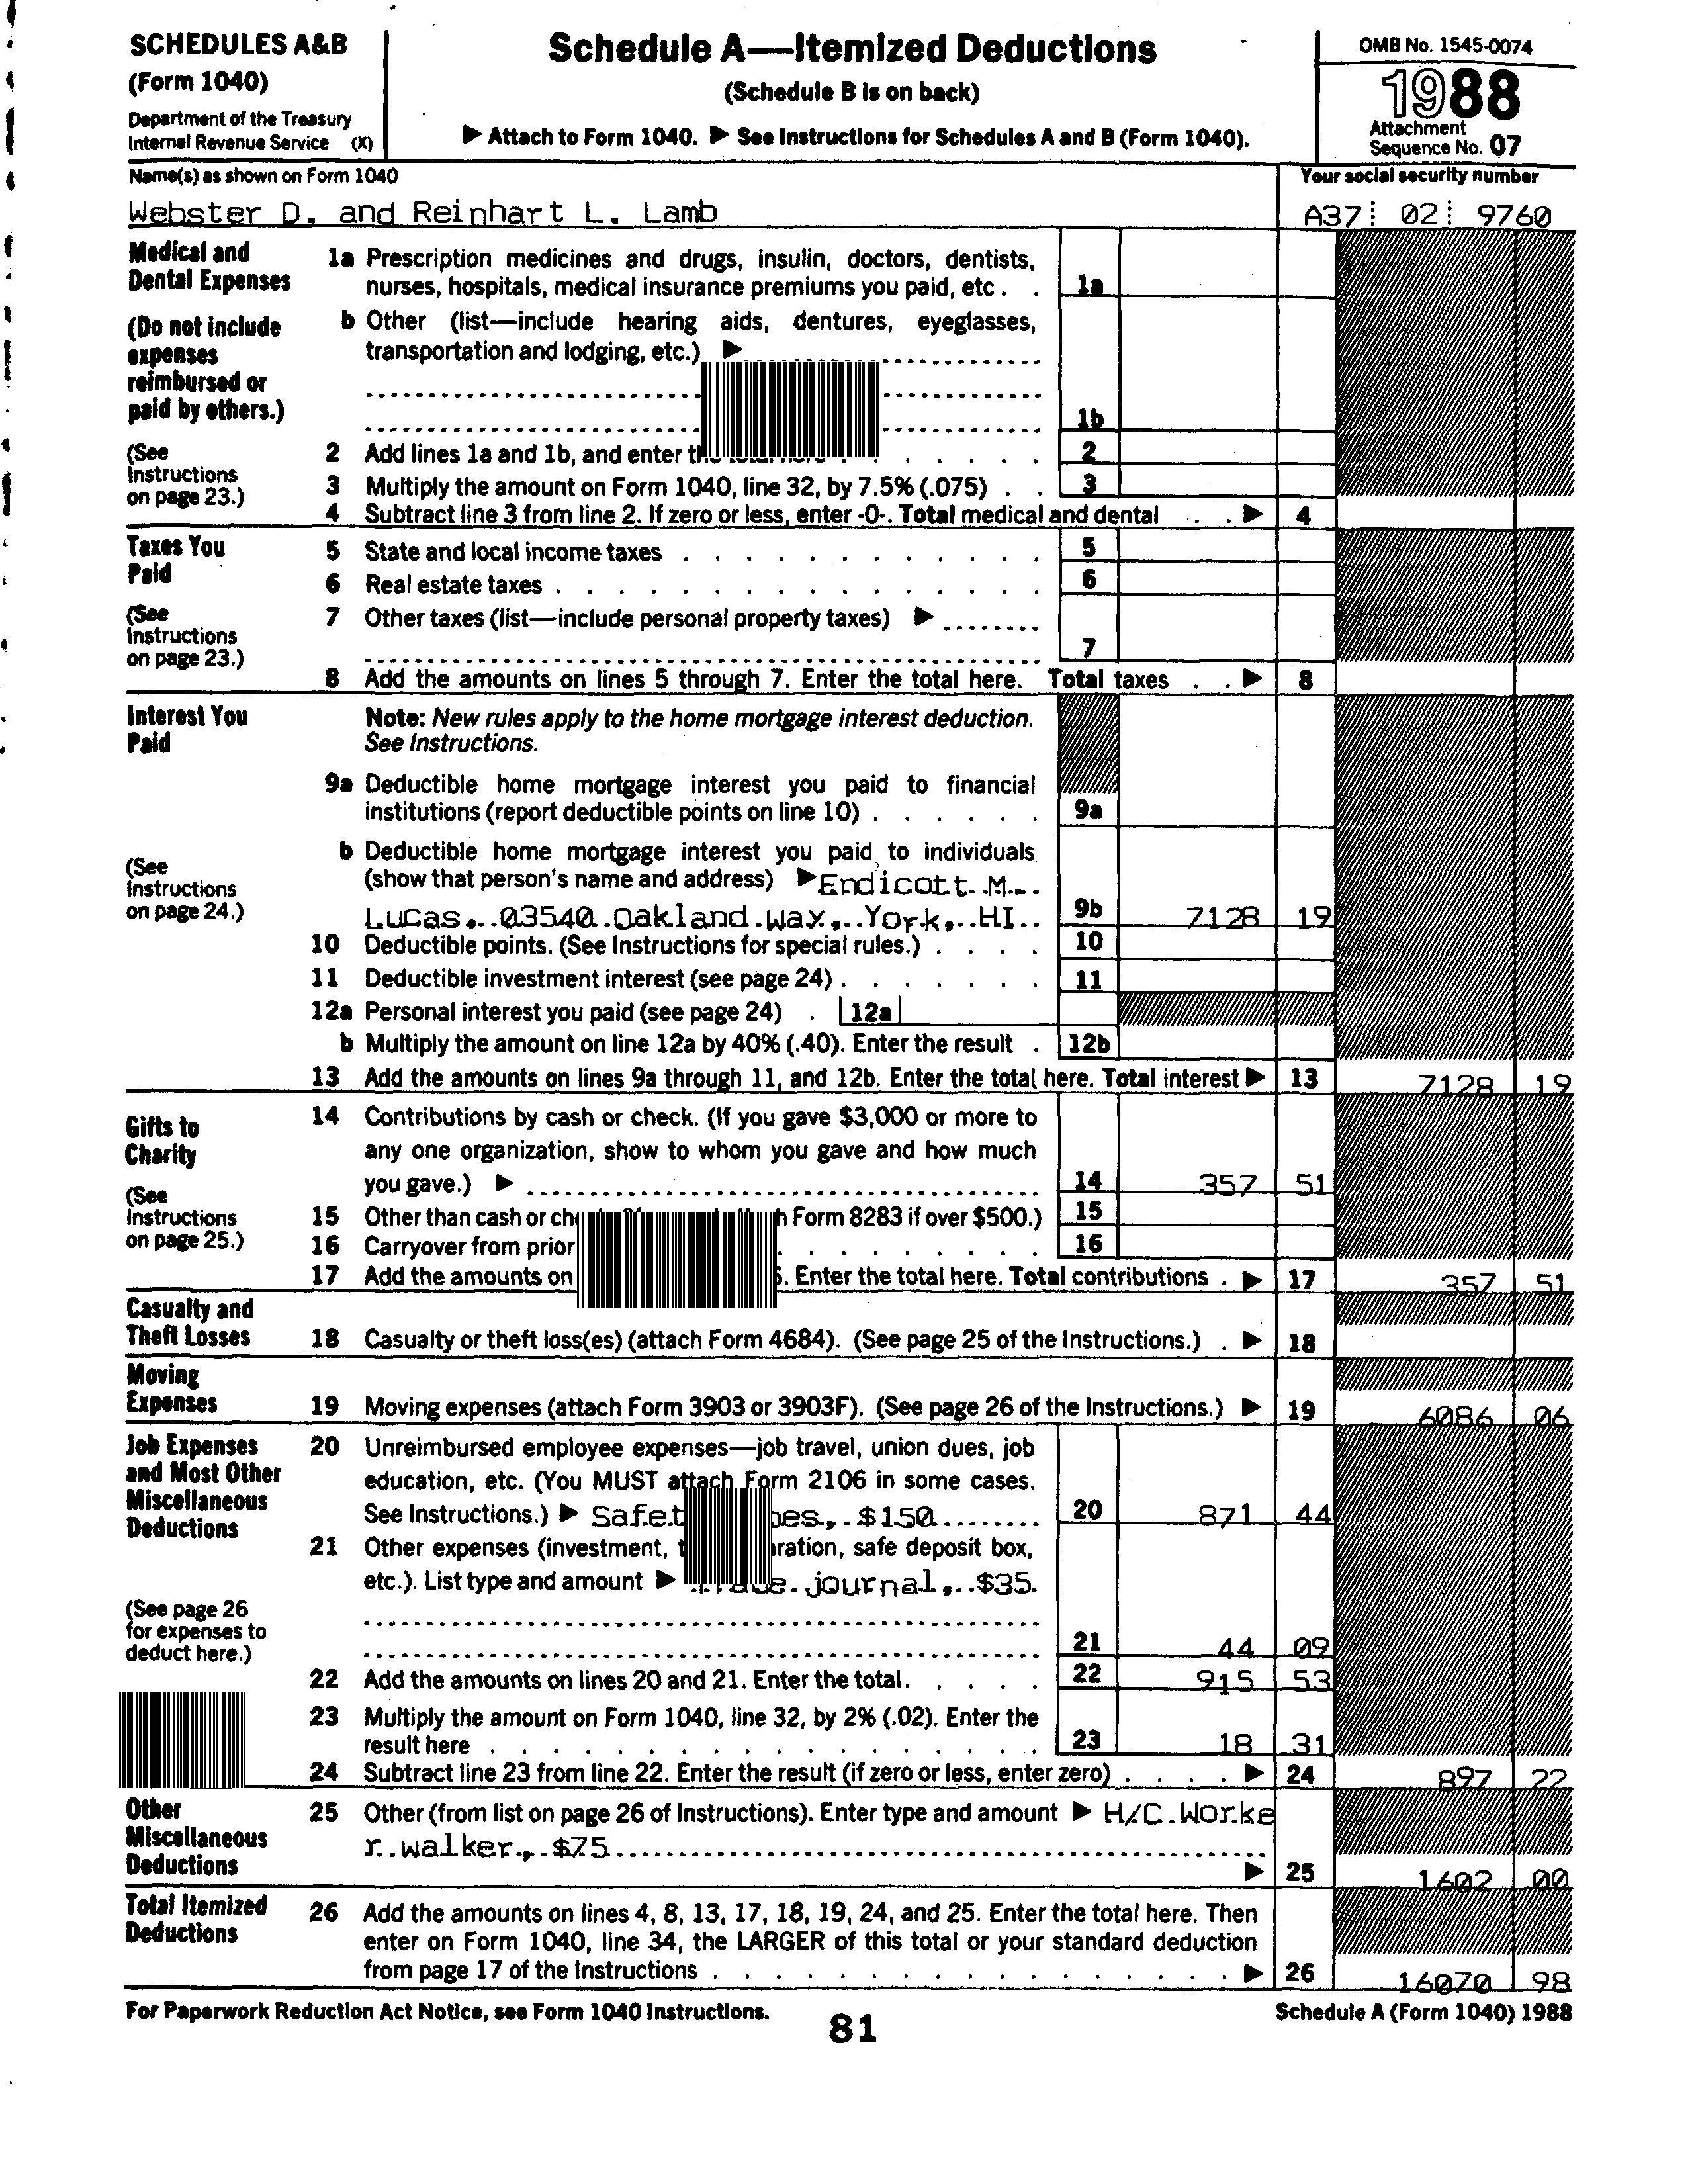 SCHEDULES A&B
(Form 1040)
Department of the Treasury
Internal Revenue Service (X)
Schedule A—Itemized Deductions
(Schedule B is on back)
▶ Attach to Form 1040. ▶ See Instructions for Schedules A and B (Form 1040).
OMB No. 1545-0074
1988
Attachment
Sequence No. 07
Name(s) as shown on Form 1040
Your social security number
Webster D. and Reinhart L. Lamb
A37 02 9760
Medical and
Dental Expenses
(Do not include
expenses
reimbursed or
paid by others.)
(See
Instructions
on page 23.)
1a Prescription medicines and drugs, insulin, doctors, dentists,
nurses, hospitals, medical insurance premiums you paid, etc . . 1a
b Other (list—include hearing aids, dentures, eyeglasses,
transportation and lodging, etc.) ▶
1b
2 Add lines 1a and 1b, and enter . . . . . . 2
3 Multiply the amount on Form 1040, line 32, by 7.5% (.075) . . 3
4 Subtract line 3 from line 2. If zero or less, enter -0-. Total medical and dental . . ▶ 4
Taxes You
Paid
(See
Instructions
on page 23.)
5 State and local income taxes . . . . . . . . . . . . 5
6 Real estate taxes . . . . . . . . . . . . . . . . 6
7 Other taxes (list—include personal property taxes) ▶
7
8 Add the amounts on lines 5 through 7. Enter the total here. Total taxes . . ▶ 8
Interest You
Paid
(See
Instructions
on page 24.)
Note: New rules apply to the home mortgage interest deduction.
See Instructions.
9a Deductible home mortgage interest you paid to financial
institutions (report deductible points on line 10) . . . . . . 9a
b Deductible home mortgage interest you paid to individuals
(show that person's name and address) ▶ Endicott M.
Lucas, 03540 Oakland Wax, York, HI 9b 7128 19
10 Deductible points. (See Instructions for special rules.) . . . . 10
11 Deductible investment interest (see page 24) . . . . . . . 11
12a Personal interest you paid (see page 24) . 12a
b Multiply the amount on line 12a by 40% (.40). Enter the result . 12b
13 Add the amounts on lines 9a through 11, and 12b. Enter the total here. Total interest ▶ 13 7128 19
Gifts to
Charity
(See
Instructions
on page 25.)
14 Contributions by cash or check. (If you gave $3,000 or more to
any one organization, show to whom you gave and how much
you gave.) ▶ 14 357 51
15 Other than cash or Form 8283 if over $500.) 15
16 Carryover from prior . . . . . . . . . 16
17 Add the amounts on . Enter the total here. Total contributions . ▶ 17 357 51
Casualty and
Theft Losses
18 Casualty or theft loss(es) (attach Form 4684). (See page 25 of the Instructions.) . ▶ 18
Moving
Expenses
19 Moving expenses (attach Form 3903 or 3903F). (See page 26 of the Instructions.) ▶ 19 6086 06
Job Expenses
and Most Other
Miscellaneous
Deductions
(See page 26
for expenses to
deduct here.)
20 Unreimbursed employee expenses—job travel, union dues, job
education, etc. (You MUST attach Form 2106 in some cases.
See Instructions.) ▶ $150 20 871 44
21 Other expenses (investment, safe deposit box,
etc.). List type and amount ▶ journal, $35
21 44 09
22 Add the amounts on lines 20 and 21. Enter the total . . . . . 22 915 53
23 Multiply the amount on Form 1040, line 32, by 2% (.02). Enter the
result here . . . . . . . . . . . . . . . . . . 23 18 31
24 Subtract line 23 from line 22. Enter the result (if zero or less, enter zero) . . . . ▶ 24 897 22
Other
Miscellaneous
Deductions
25 Other (from list on page 26 of Instructions). Enter type and amount ▶ H/C Worke
r walker, $75
▶ 25 1602 00
Total Itemized
Deductions
26 Add the amounts on lines 4, 8, 13, 17, 18, 19, 24, and 25. Enter the total here. Then
enter on Form 1040, line 34, the LARGER of this total or your standard deduction
from page 17 of the Instructions . . . . . . . . . . . . . . . . . ▶ 26 16070 98
For Paperwork Reduction Act Notice, see Form 1040 Instructions.
81
Schedule A (Form 1040) 1988